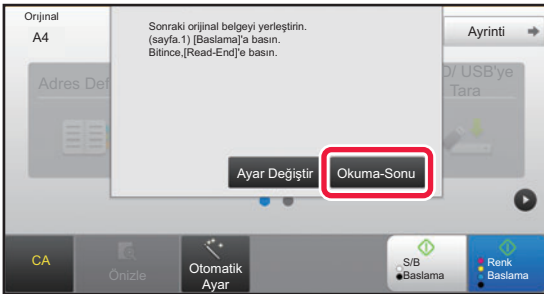 Orijinal
A4
Sonraki orijinal belgeyi yerleştirin.
(sayfa.1) [Baslama]'a basın.
Bitince,[Read-End]'e basın.
Ayrinti
Adres Def
D/ USB'ye
Tara
Ayar Değiştir
Okuma-Sonu
CA
Önizle
Otomatik
Ayar
S/B
Baslama
Renk
Baslama